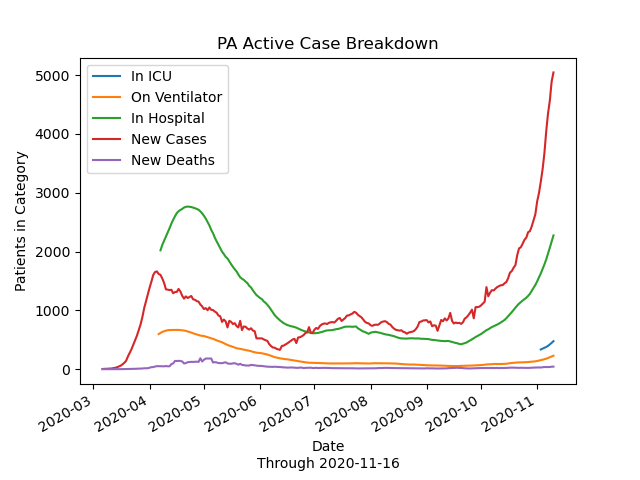 PA Active Case Breakdown
In ICU
On Ventilator
In Hospital
New Cases
New Deaths
Patients in Category
5000
4000
3000
2000
1000
0
2020-03
2020-04
2020-05
2020-06
2020-07
2020-08
2020-09
2020-10
2020-11
Date
Through 2020-11-16